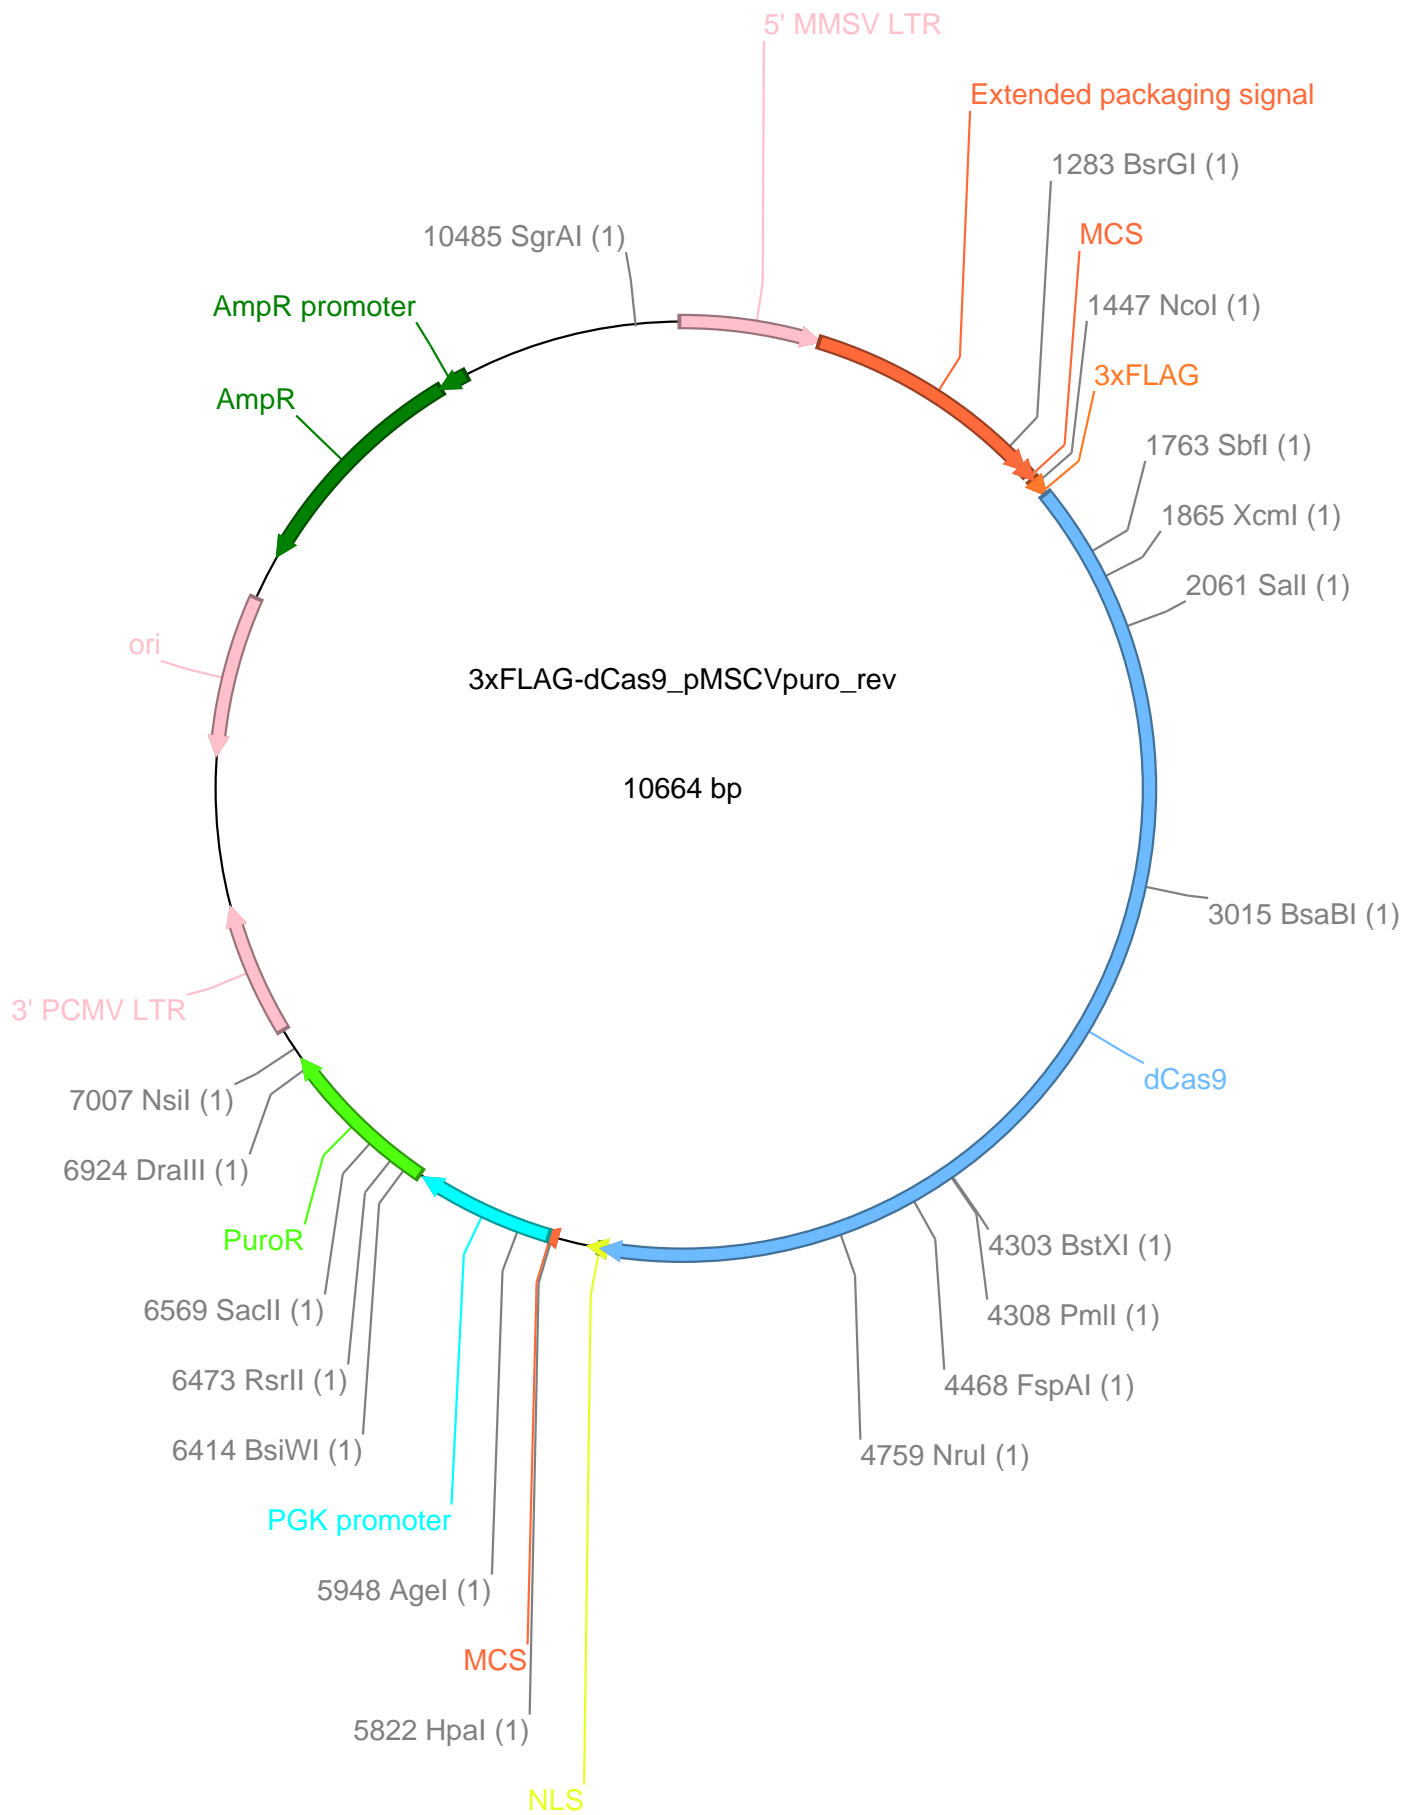 5' MMSV LTR
Extended packaging signal
1283 BsrGI (1)
MCS
10485 SgrAI (1)
1447 NcoI (1)
AmpR promoter
3xFLAG
AmpR
1763 SbfI (1)
1865 XcmI (1)
2061 SalI (1)
ori
3xFLAG-dCas9_pMSCVpuro_rev
10664 bp
3015 BsaBI (1)
3' PCMV LTR
dCas9
7007 NsiI (1)
6924 DraIII (1)
PuroR
4303 BstXI (1)
6569 SacII (1)
4308 PmlI (1)
6473 RsrII (1)
4468 FspAI (1)
6414 BsiWI (1)
4759 NruI (1)
PGK promoter
5948 AgeI (1)
MCS
5822 HpaI (1)
NLS